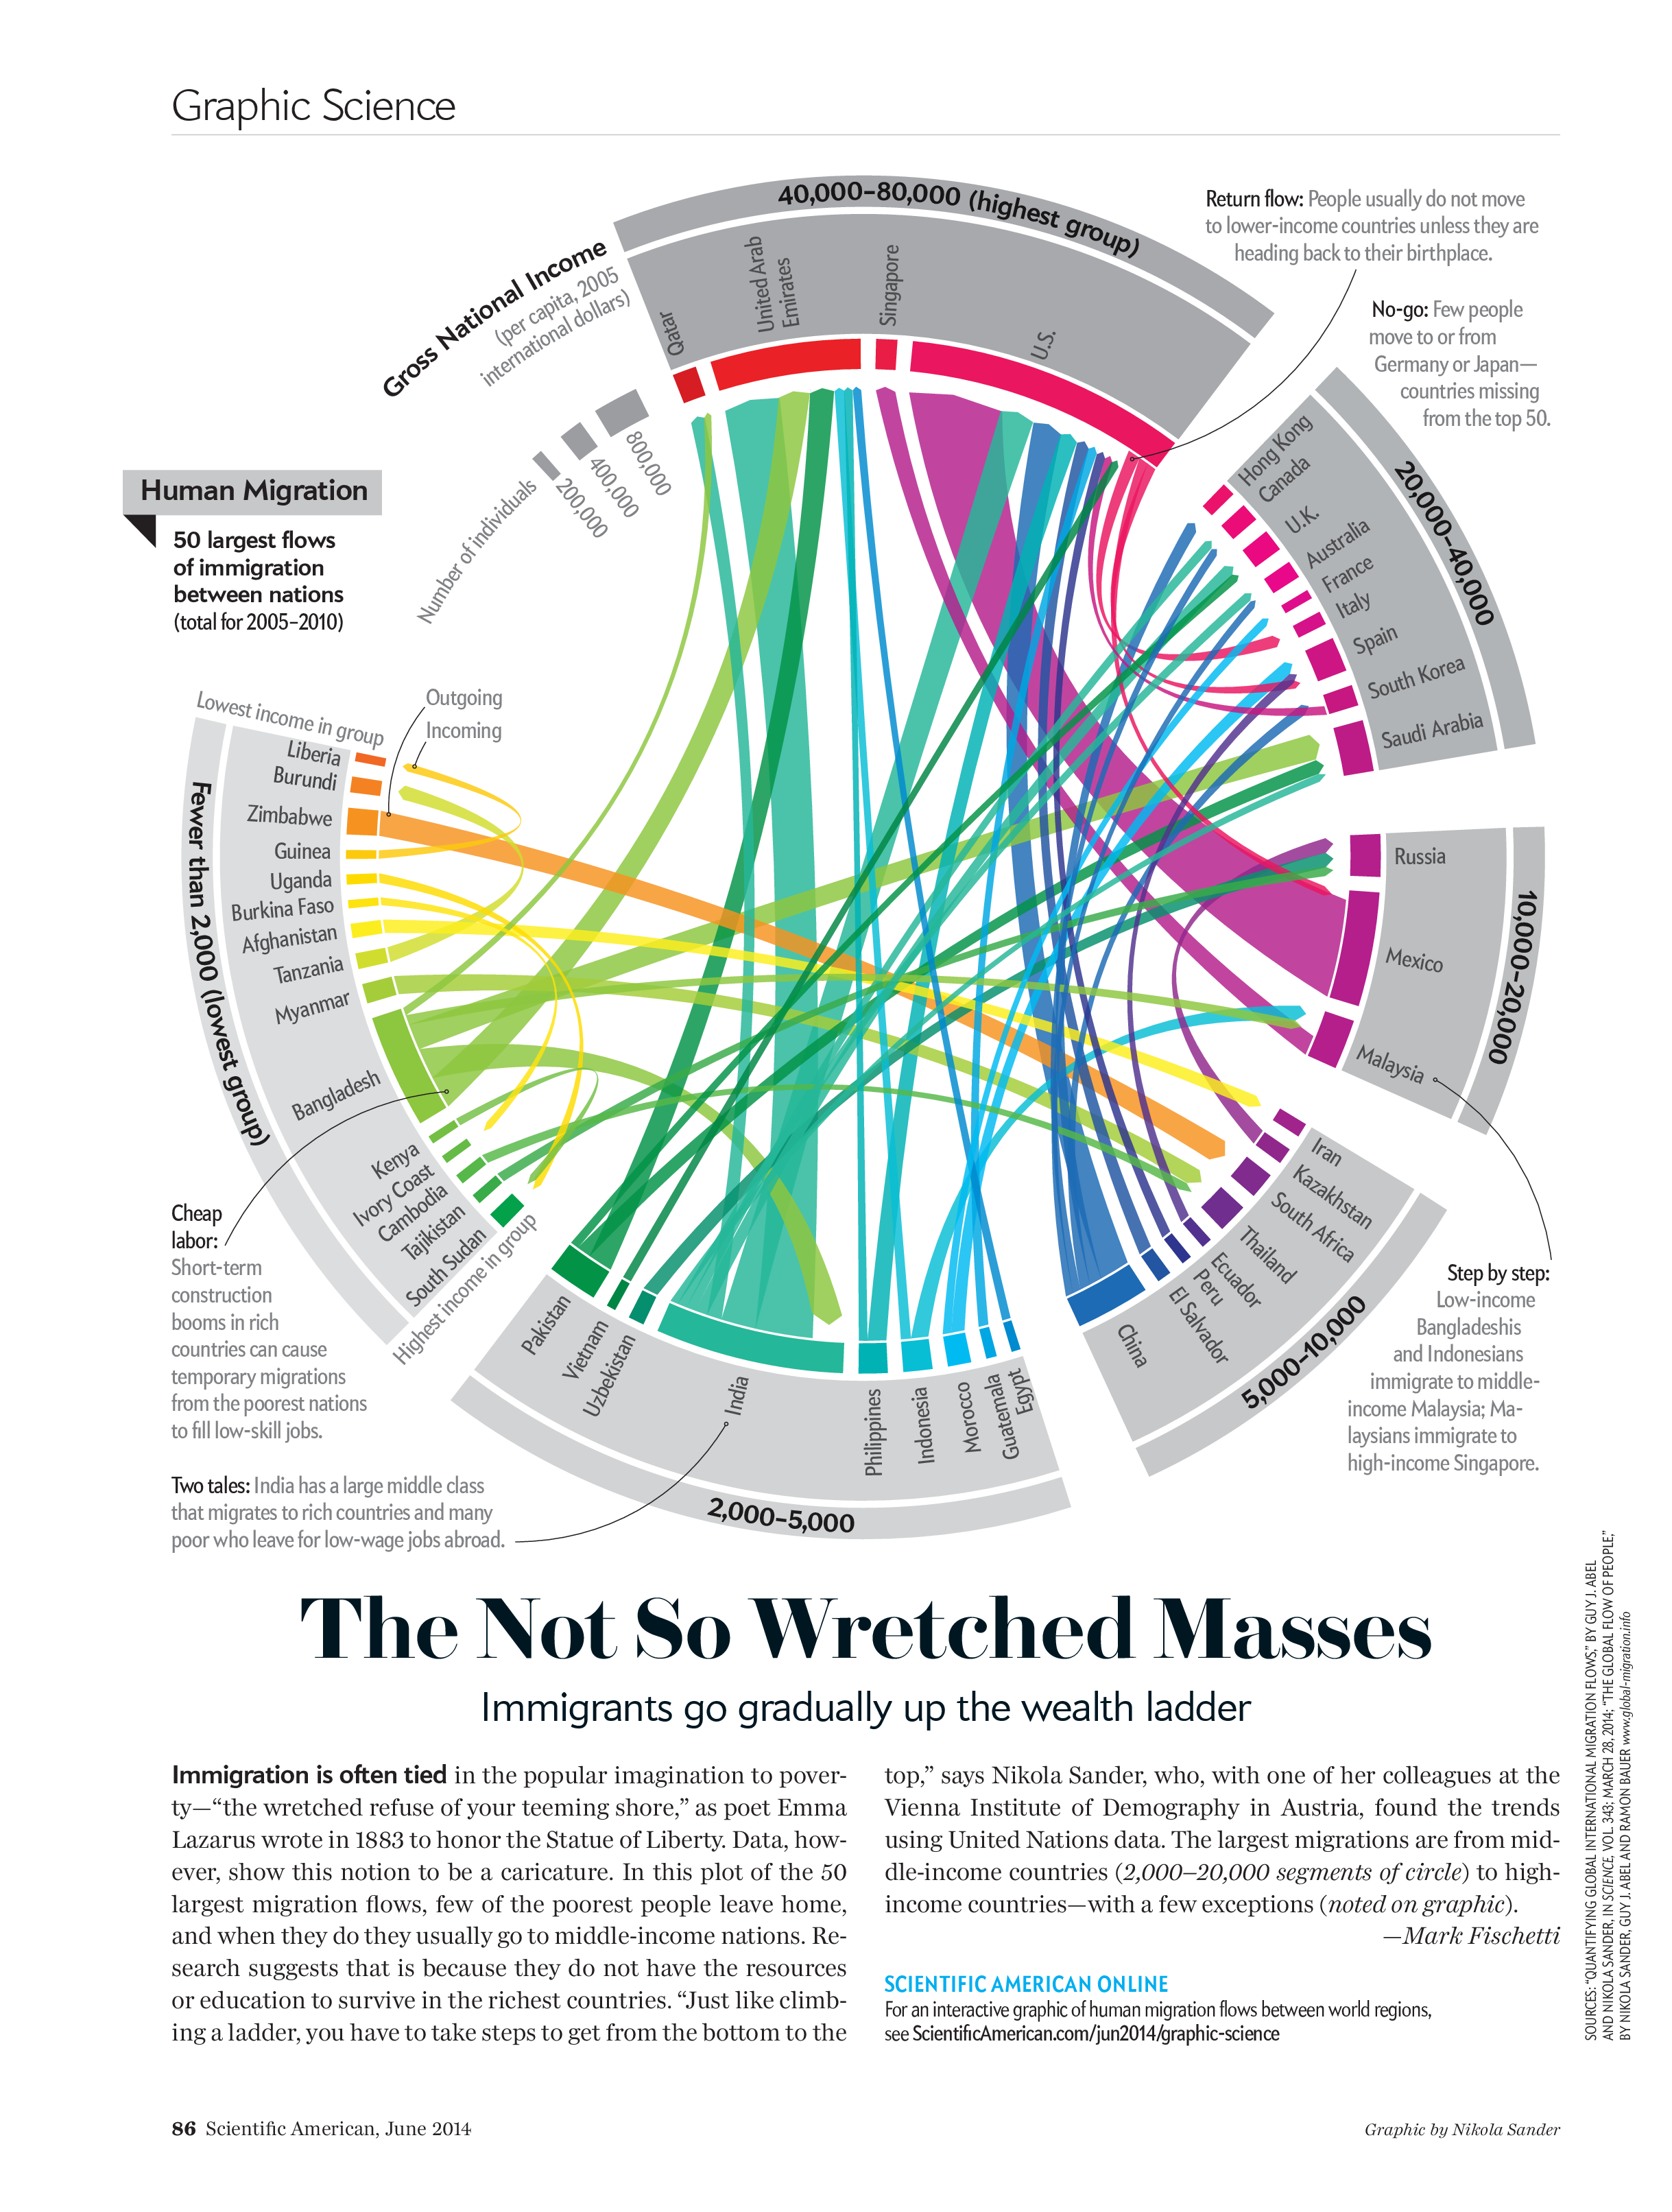 Graphic Science
40,000–80,000 (highest group)
Gross National Income
(per capita, 2005
international dollars)
Qatar
United Arab
Emirates
Singapore
U.S.
Return flow: People usually do not move
to lower-income countries unless they are
heading back to their birthplace.
No-go: Few people
move to or from
Germany or Japan—
countries missing
from the top 50.
Number of individuals
200,000
400,000
800,000
Human Migration
50 largest flows
of immigration
between nations
(total for 2005–2010)
20,000–40,000
Hong Kong
Canada
U.K.
Australia
France
Italy
Spain
South Korea
Saudi Arabia
10,000–20,000
Russia
Mexico
Malaysia
Outgoing
Incoming
Lowest income in group
Fewer than 2,000 (lowest group)
Liberia
Burundi
Zimbabwe
Guinea
Uganda
Burkina Faso
Afghanistan
Tanzania
Myanmar
Bangladesh
Kenya
Ivory Coast
Cambodia
Tajikistan
South Sudan
Highest income in group
5,000–10,000
Iran
Kazakhstan
South Africa
Thailand
Ecuador
Peru
El Salvador
China
2,000–5,000
Pakistan
Vietnam
Uzbekistan
India
Philippines
Indonesia
Morocco
Guatemala
Egypt
Cheap
labor:
Short-term
construction
booms in rich
countries can cause
temporary migrations
from the poorest nations
to fill low-skill jobs.
Two tales: India has a large middle class
that migrates to rich countries and many
poor who leave for low-wage jobs abroad.
Step by step:
Low-income
Bangladeshis
and Indonesians
immigrate to middle-
income Malaysia; Ma-
laysians immigrate to
high-income Singapore.
The Not So Wretched Masses
Immigrants go gradually up the wealth ladder
Immigration is often tied in the popular imagination to pover-
ty—“the wretched refuse of your teeming shore,” as poet Emma
Lazarus wrote in 1883 to honor the Statue of Liberty. Data, how-
ever, show this notion to be a caricature. In this plot of the 50
largest migration flows, few of the poorest people leave home,
and when they do they usually go to middle-income nations. Re-
search suggests that is because they do not have the resources
or education to survive in the richest countries. “Just like climb-
ing a ladder, you have to take steps to get from the bottom to the
top,” says Nikola Sander, who, with one of her colleagues at the
Vienna Institute of Demography in Austria, found the trends
using United Nations data. The largest migrations are from mid-
dle-income countries (2,000–20,000 segments of circle) to high-
income countries—with a few exceptions (noted on graphic).
—Mark Fischetti
SCIENTIFIC AMERICAN ONLINE
For an interactive graphic of human migration flows between world regions,
see ScientificAmerican.com/jun2014/graphic-science
SOURCES: “QUANTIFYING GLOBAL INTERNATIONAL MIGRATION FLOWS,” BY GUY J. ABEL
AND NIKOLA SANDER, IN SCIENCE, VOL. 343; MARCH 28, 2014; “THE GLOBAL FLOW OF PEOPLE,”
BY NIKOLA SANDER, GUY J. ABEL AND RAMON BAUER www.global-migration.info
86 Scientific American, June 2014
Graphic by Nikola Sander